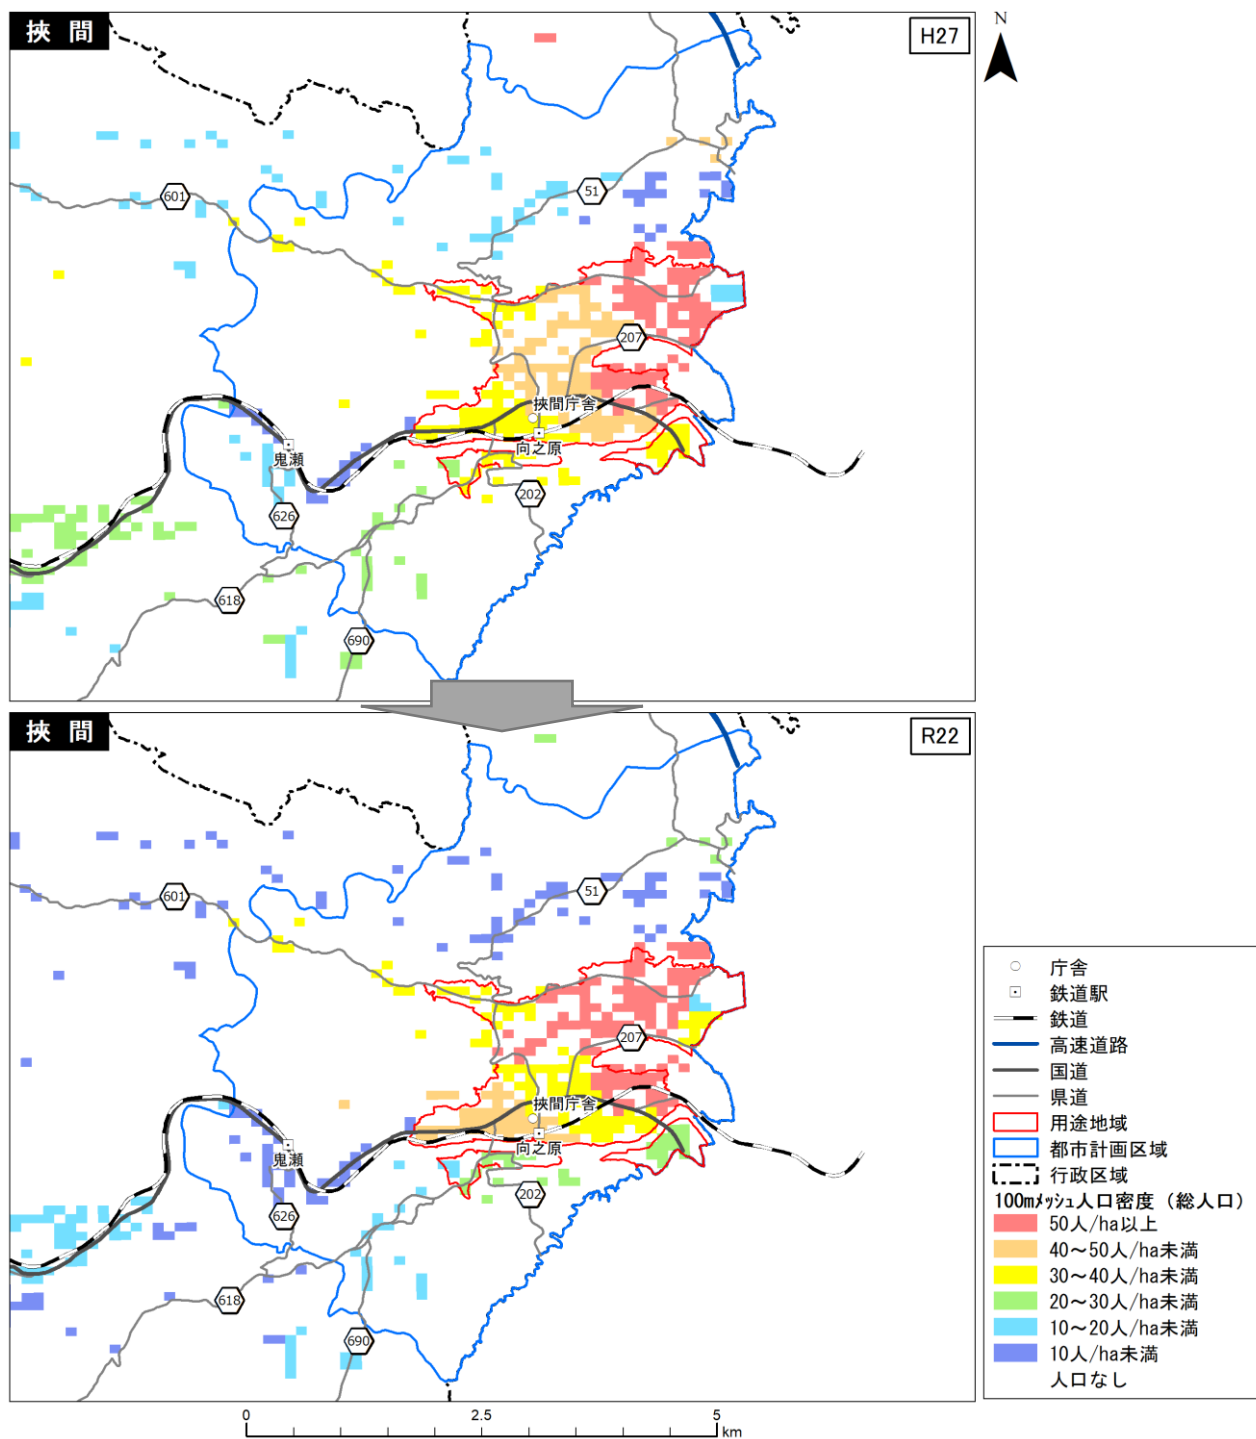 挾 間
H27
N
601
51
207
挾間庁舎
向之原
鬼瀬
202
626
618
690
挾 間
R22
601
51
207
挾間庁舎
向之原
鬼瀬
202
626
618
690
庁舎
鉄道駅
鉄道
高速道路
国道
県道
用途地域
都市計画区域
行政区域
100mメッシュ人口密度（総人口）
50人/ha以上
40～50人/ha未満
30～40人/ha未満
20～30人/ha未満
10～20人/ha未満
10人/ha未満
人口なし
0 2.5 5
km